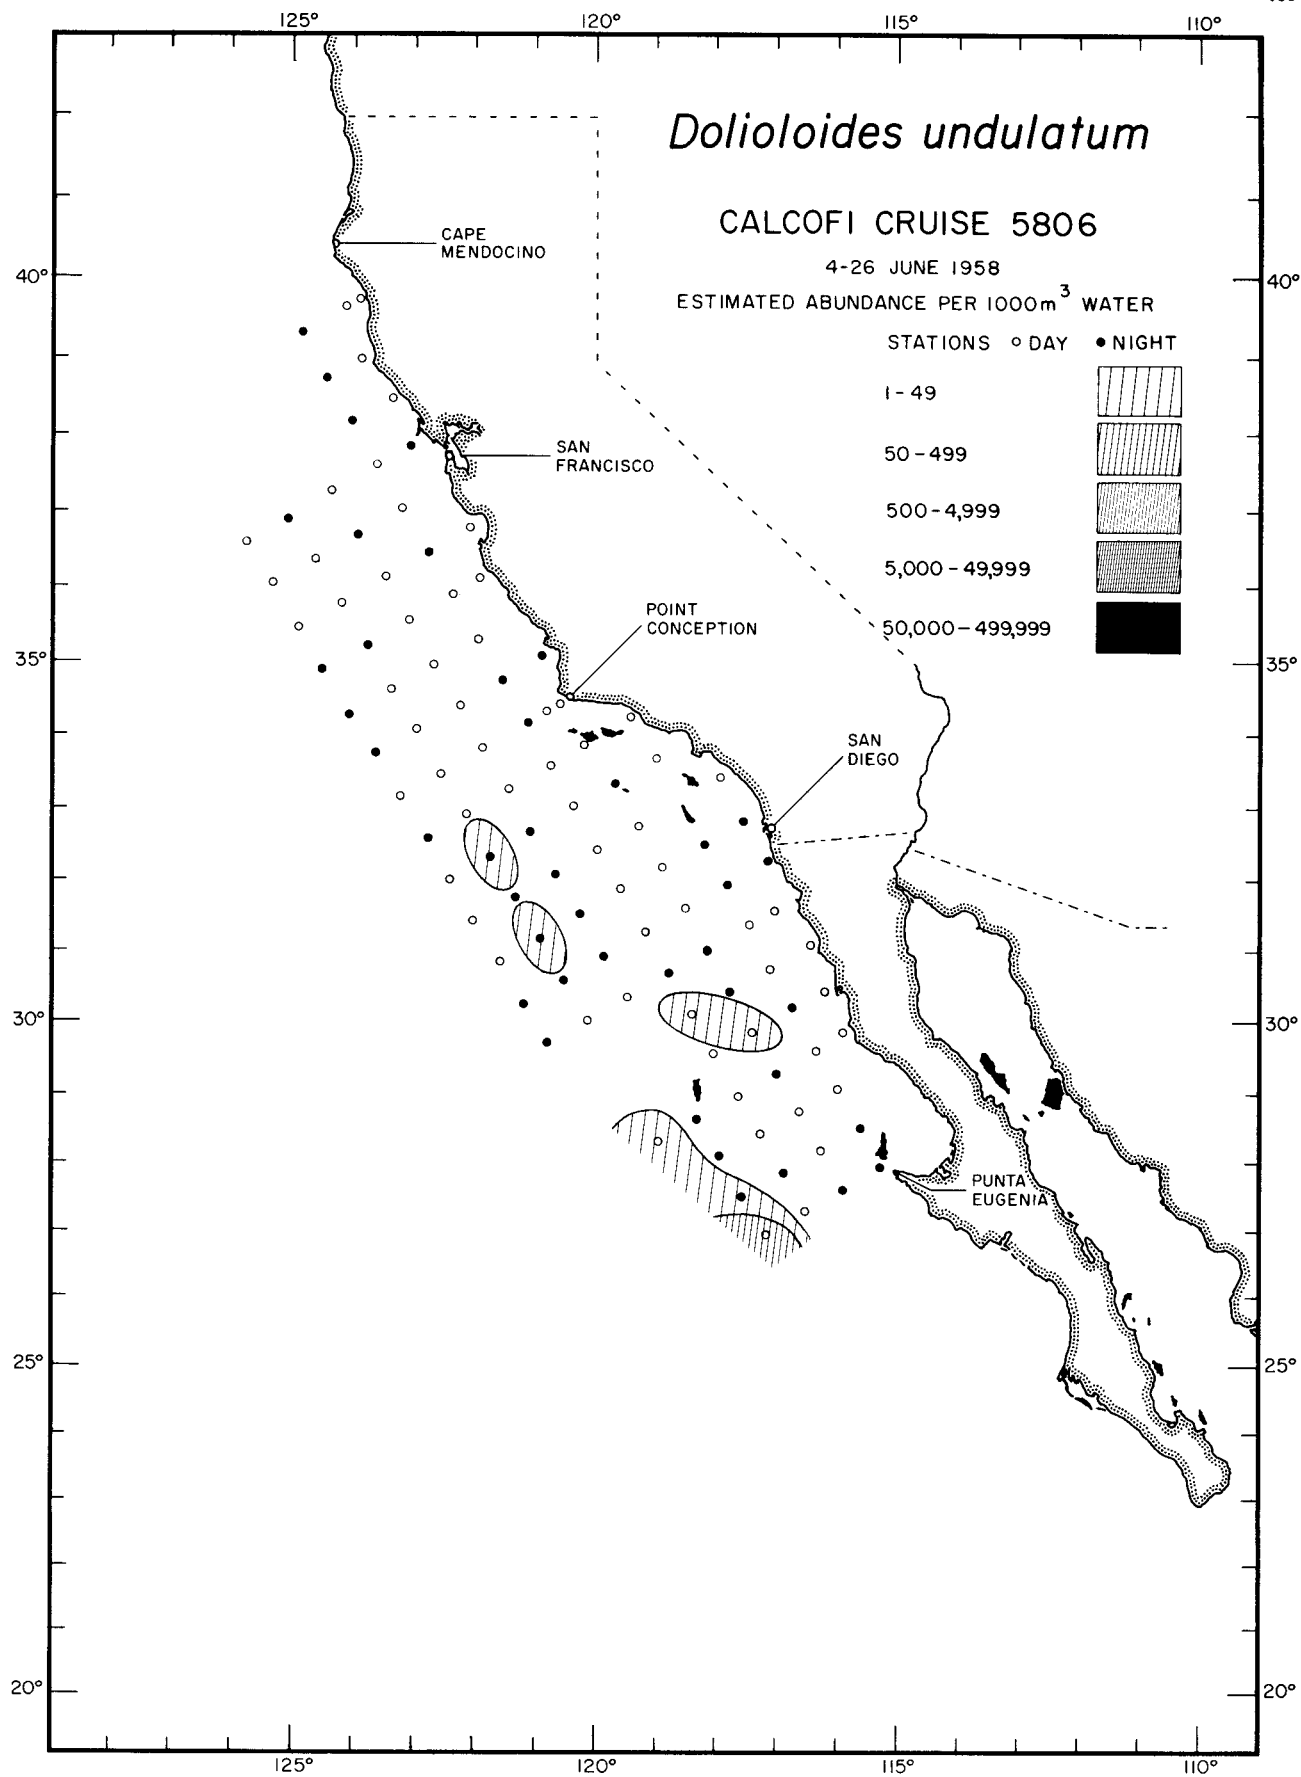 125° 120° 115° 110°
Dolioloides undulatum
CALCOFI CRUISE 5806
4-26 JUNE 1958
ESTIMATED ABUNDANCE PER 1000m³ WATER
STATIONS ○ DAY ● NIGHT
1-49
50-499
500-4,999
5,000-49,999
50,000-499,999
CAPE
MENDOCINO
40° 40°
SAN
FRANCISCO
POINT
CONCEPTION
35° 35°
SAN
DIEGO
30° 30°
PUNTA
EUGENIA
25° 25°
20° 20°
125° 120° 115° 110°